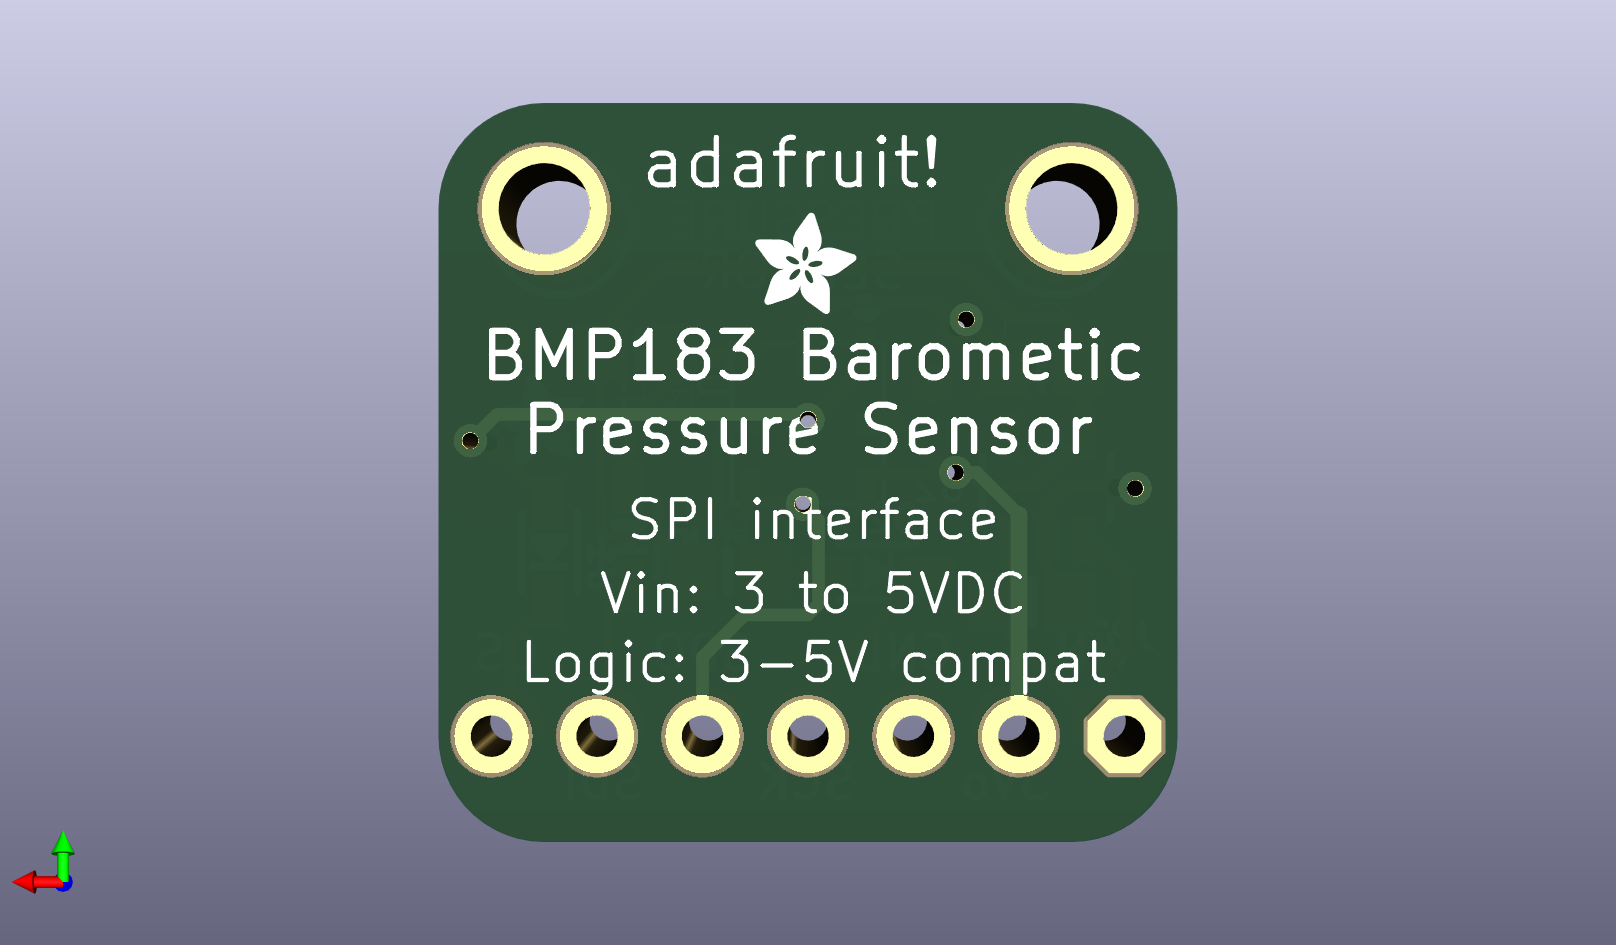 adafruit!
BMP183 Barometic
Pressure Sensor
SPI interface
Vin: 3 to 5VDC
Logic: 3-5V compat